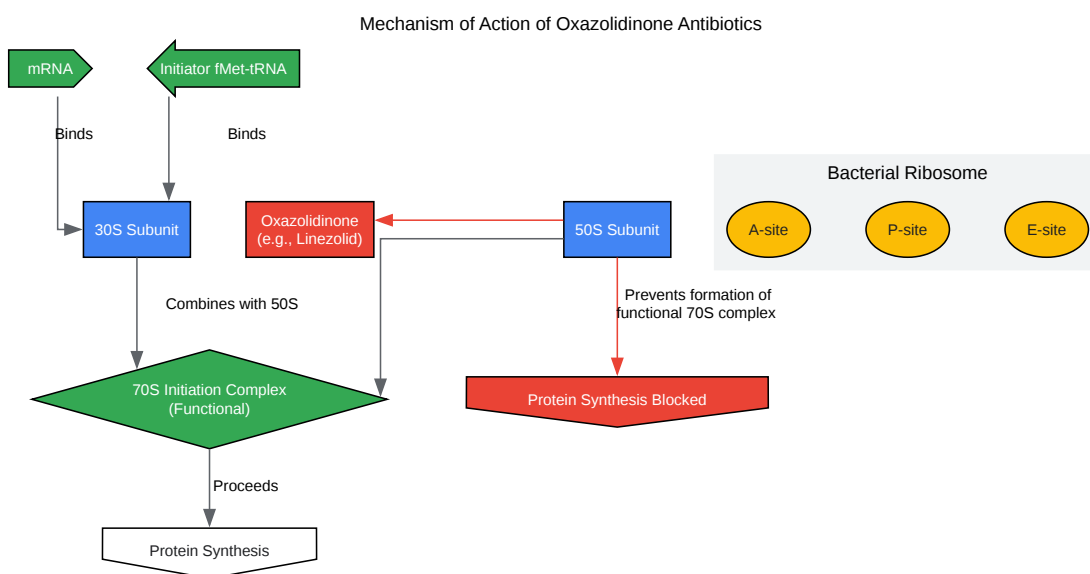 Mechanism of Action of Oxazolidinone Antibiotics
mRNA
Initiator fMet-tRNA
Binds
Binds
Bacterial Ribosome
30S Subunit
Oxazolidinone
(e.g., Linezolid)
50S Subunit
A-site
P-site
E-site
Combines with 50S
Prevents formation of
functional 70S complex
70S Initiation Complex
(Functional)
Protein Synthesis Blocked
Proceeds
Protein Synthesis